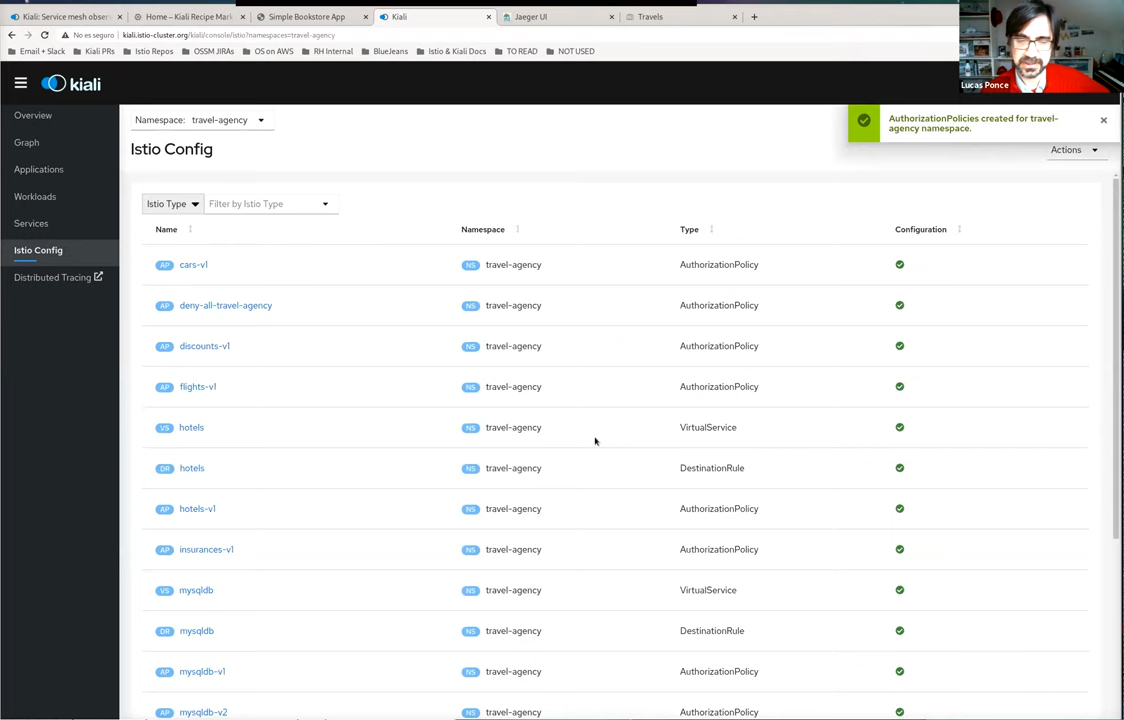 Kiali: Service mesh obser
Home – Kiali Recipe Mar
Simple Bookstore App
Kiali
Jaeger UI
Travels
No es seguro
kiali.istio-cluster.org/kiali/console/istio?namespaces=travel-agency
Email + Slack
Kiali PRs
Istio Repos
OSSM JIRAs
OS on AWS
RH Internal
BlueJeans
Istio & Kiali Docs
TO READ
NOT USED
Lucas Ponce
kiali
Overview
Graph
Applications
Workloads
Services
Istio Config
Distributed Tracing
Namespace: travel-agency
AuthorizationPolicies created for travel-
agency namespace.
Istio Config
Actions
Istio Type
Filter by Istio Type
Name Namespace Type Configuration
AP cars-v1 NS travel-agency AuthorizationPolicy
AP deny-all-travel-agency NS travel-agency AuthorizationPolicy
AP discounts-v1 NS travel-agency AuthorizationPolicy
AP flights-v1 NS travel-agency AuthorizationPolicy
VS hotels NS travel-agency VirtualService
DR hotels NS travel-agency DestinationRule
AP hotels-v1 NS travel-agency AuthorizationPolicy
AP insurances-v1 NS travel-agency AuthorizationPolicy
VS mysqldb NS travel-agency VirtualService
DR mysqldb NS travel-agency DestinationRule
AP mysqldb-v1 NS travel-agency AuthorizationPolicy
AP mysqldb-v2 NS travel-agency AuthorizationPolicy